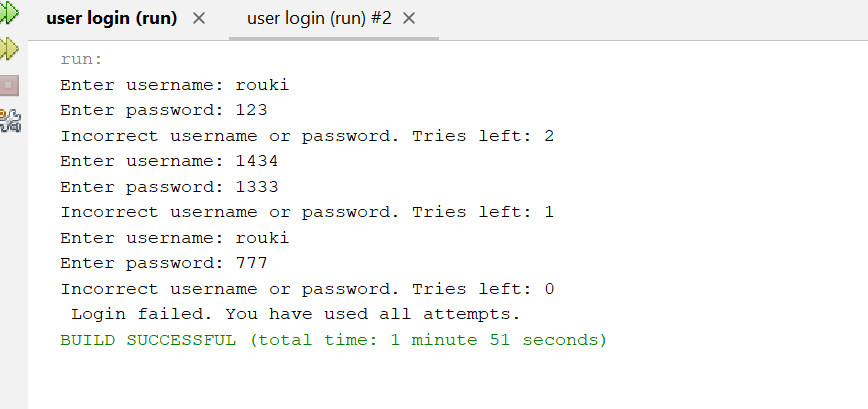 user login (run) × user login (run) #2 ×
run:
Enter username: rouki
Enter password: 123
Incorrect username or password. Tries left: 2
Enter username: 1434
Enter password: 1333
Incorrect username or password. Tries left: 1
Enter username: rouki
Enter password: 777
Incorrect username or password. Tries left: 0
 Login failed. You have used all attempts.
BUILD SUCCESSFUL (total time: 1 minute 51 seconds)